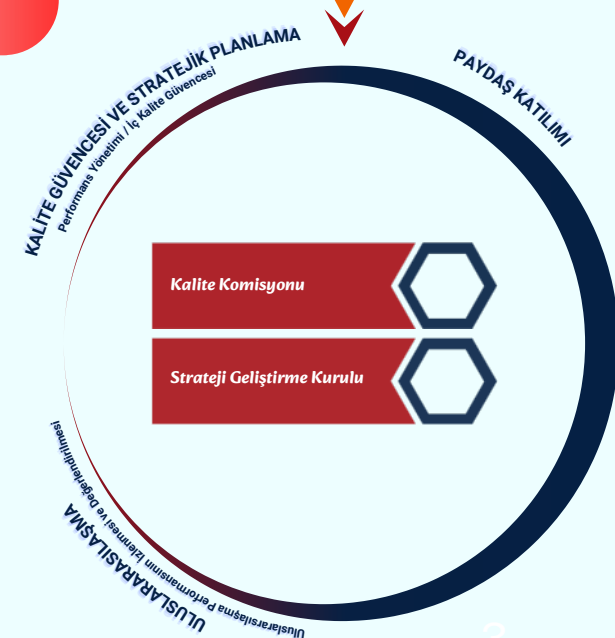 KALİTE GÜVENCESİ VE STRATEJİK PLANLAMA
Performans Yönetimi / İç Kalite Güvencesi
PAYDAŞ KATILIMI
Kalite Komisyonu
Strateji Geliştirme Kurulu
Uluslararsılaşma Performansının İzlenmesi ve Değerlendirilmesi
ULUSLARARASILAŞMA